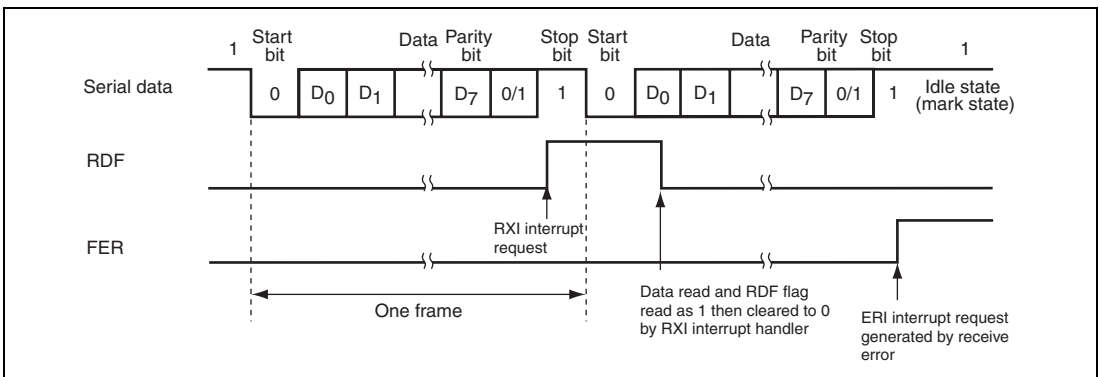 1 Start bit Data Parity bit Stop bit Start bit Data Parity bit Stop bit 1
Serial data 0 D0 D1 D7 0/1 1 0 D0 D1 D7 0/1 1 Idle state (mark state)
RDF
RXI interrupt
request
FER
One frame
Data read and RDF flag
read as 1 then cleared to 0
by RXI interrupt handler
ERI interrupt request
generated by receive
error